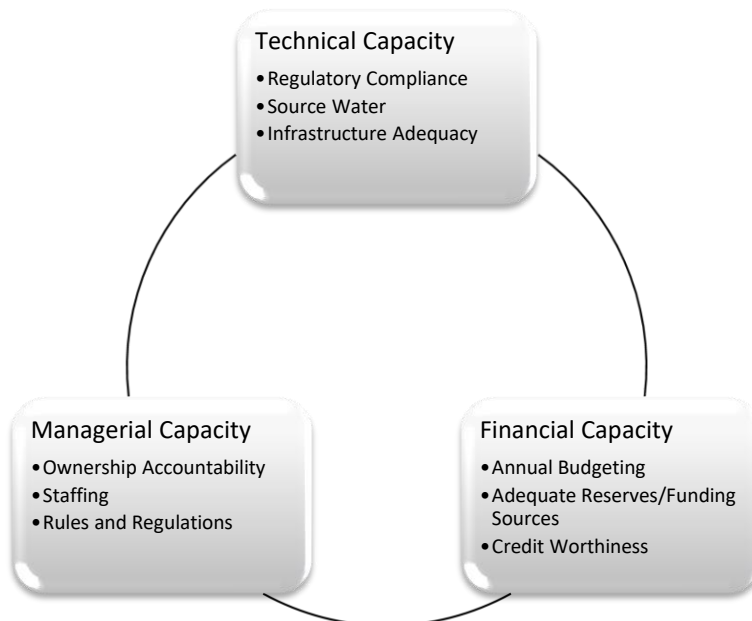 Technical Capacity
•Regulatory Compliance
•Source Water
•Infrastructure Adequacy
Managerial Capacity
•Ownership Accountability
•Staffing
•Rules and Regulations
Financial Capacity
•Annual Budgeting
•Adequate Reserves/Funding
Sources
•Credit Worthiness